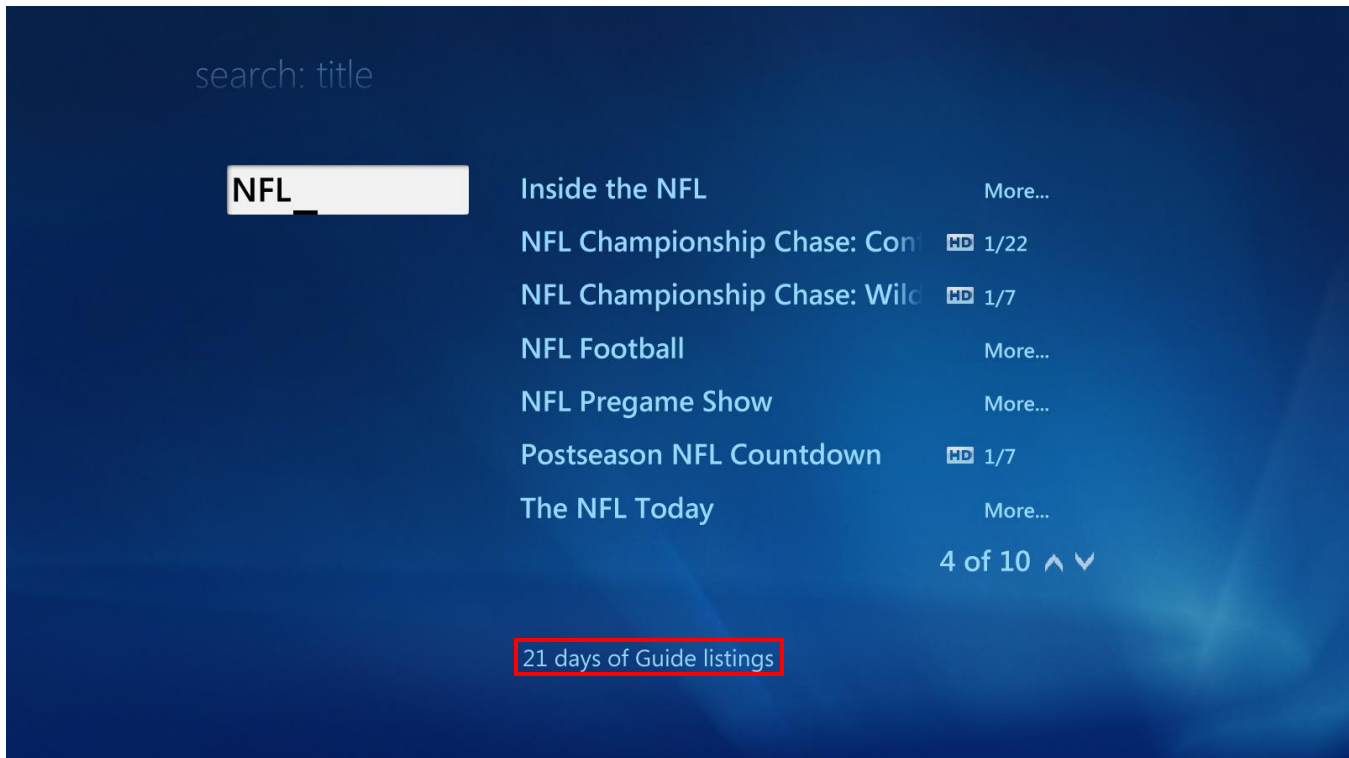 search: title
NFL_
Inside the NFL More...
NFL Championship Chase: Con HD 1/22
NFL Championship Chase: Wild HD 1/7
NFL Football More...
NFL Pregame Show More...
Postseason NFL Countdown HD 1/7
The NFL Today More...
4 of 10
21 days of Guide listings